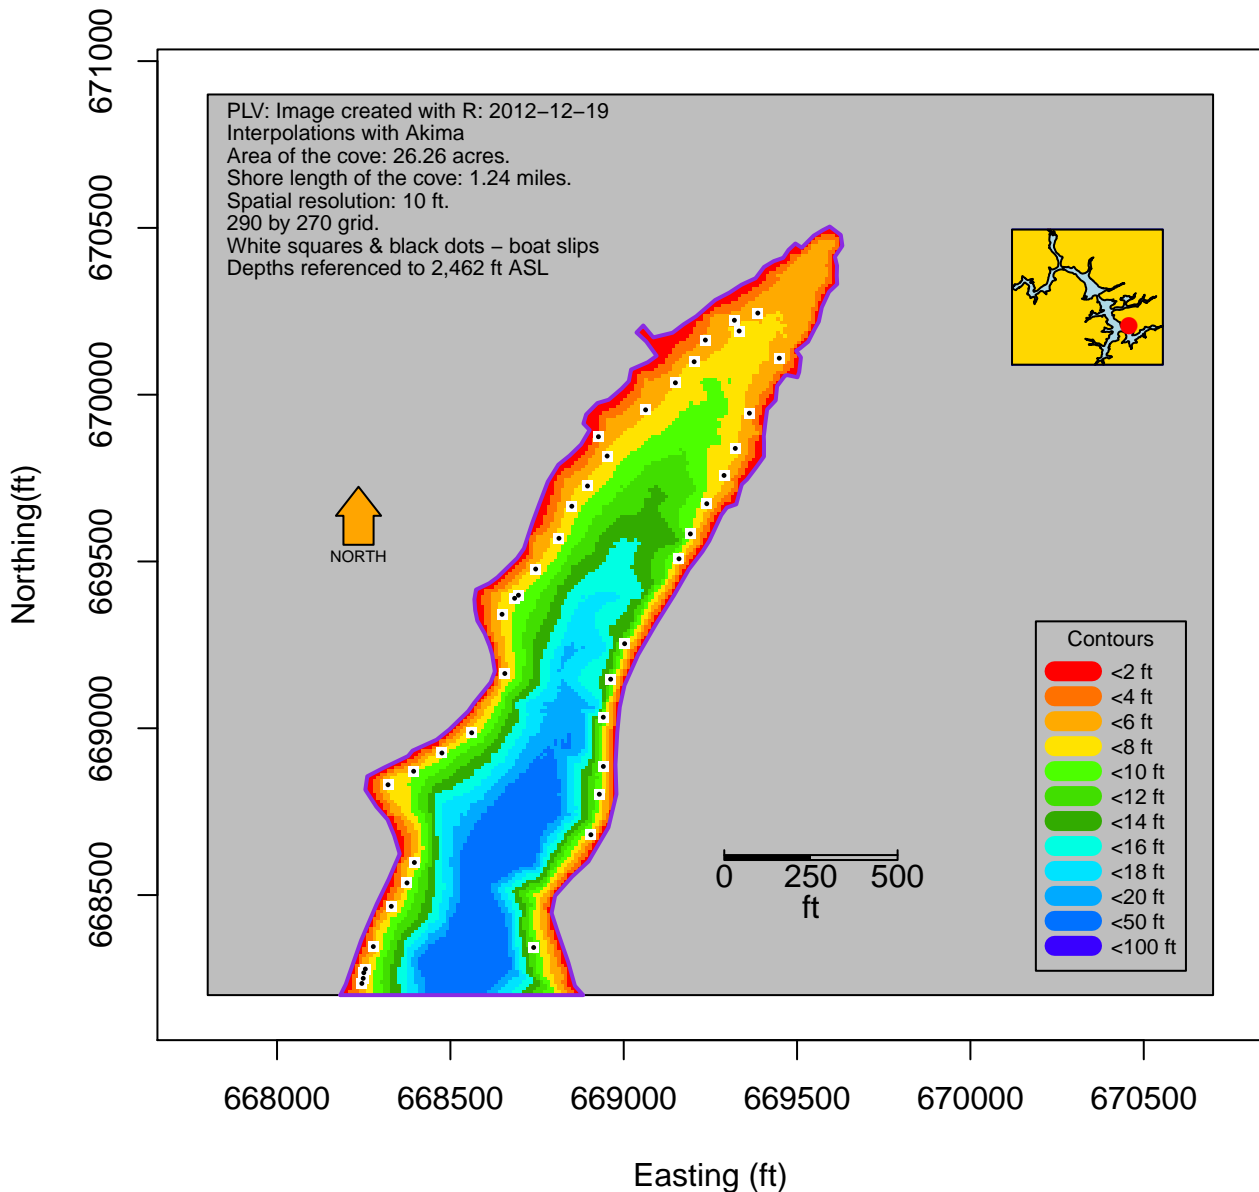 PLV: Image created with R: 2012−12−19
Interpolations with Akima
Area of the cove: 26.26 acres.
Shore length of the cove: 1.24 miles.
Spatial resolution: 10 ft.
290 by 270 grid.
White squares & black dots − boat slips
Depths referenced to 2,462 ft ASL
NORTH
Contours
<2 ft
<4 ft
<6 ft
<8 ft
<10 ft
<12 ft
<14 ft
<16 ft
<18 ft
<20 ft
<50 ft
<100 ft
0 250 500
ft
Northing(ft)
671000
670500
670000
669500
669000
668500
668000 668500 669000 669500 670000 670500
Easting (ft)